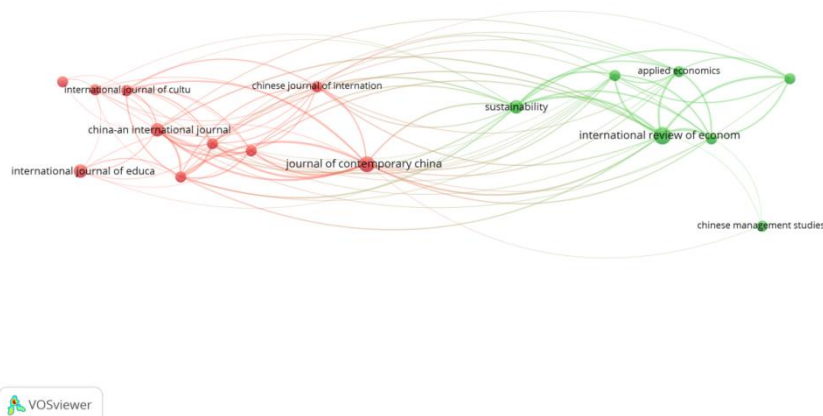 applied economics
international journal of cultu
chinese journal of internation
sustainability
china-an international journal
international review of econom
journal of contemporary china
international journal of educa
chinese management studies
VOSviewer